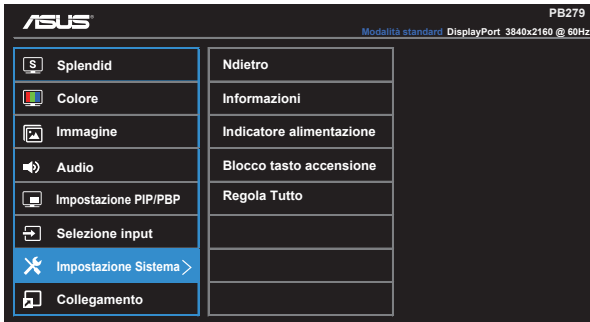 ASUS
PB279
Modalità standard DisplayPort 3840x2160 @ 60Hz
S Splendid
Colore
Immagine
Audio
Impostazione PIP/PBP
Selezione input
Impostazione Sistema >
Collegamento
Ndietro
Informazioni
Indicatore alimentazione
Blocco tasto accensione
Regola Tutto